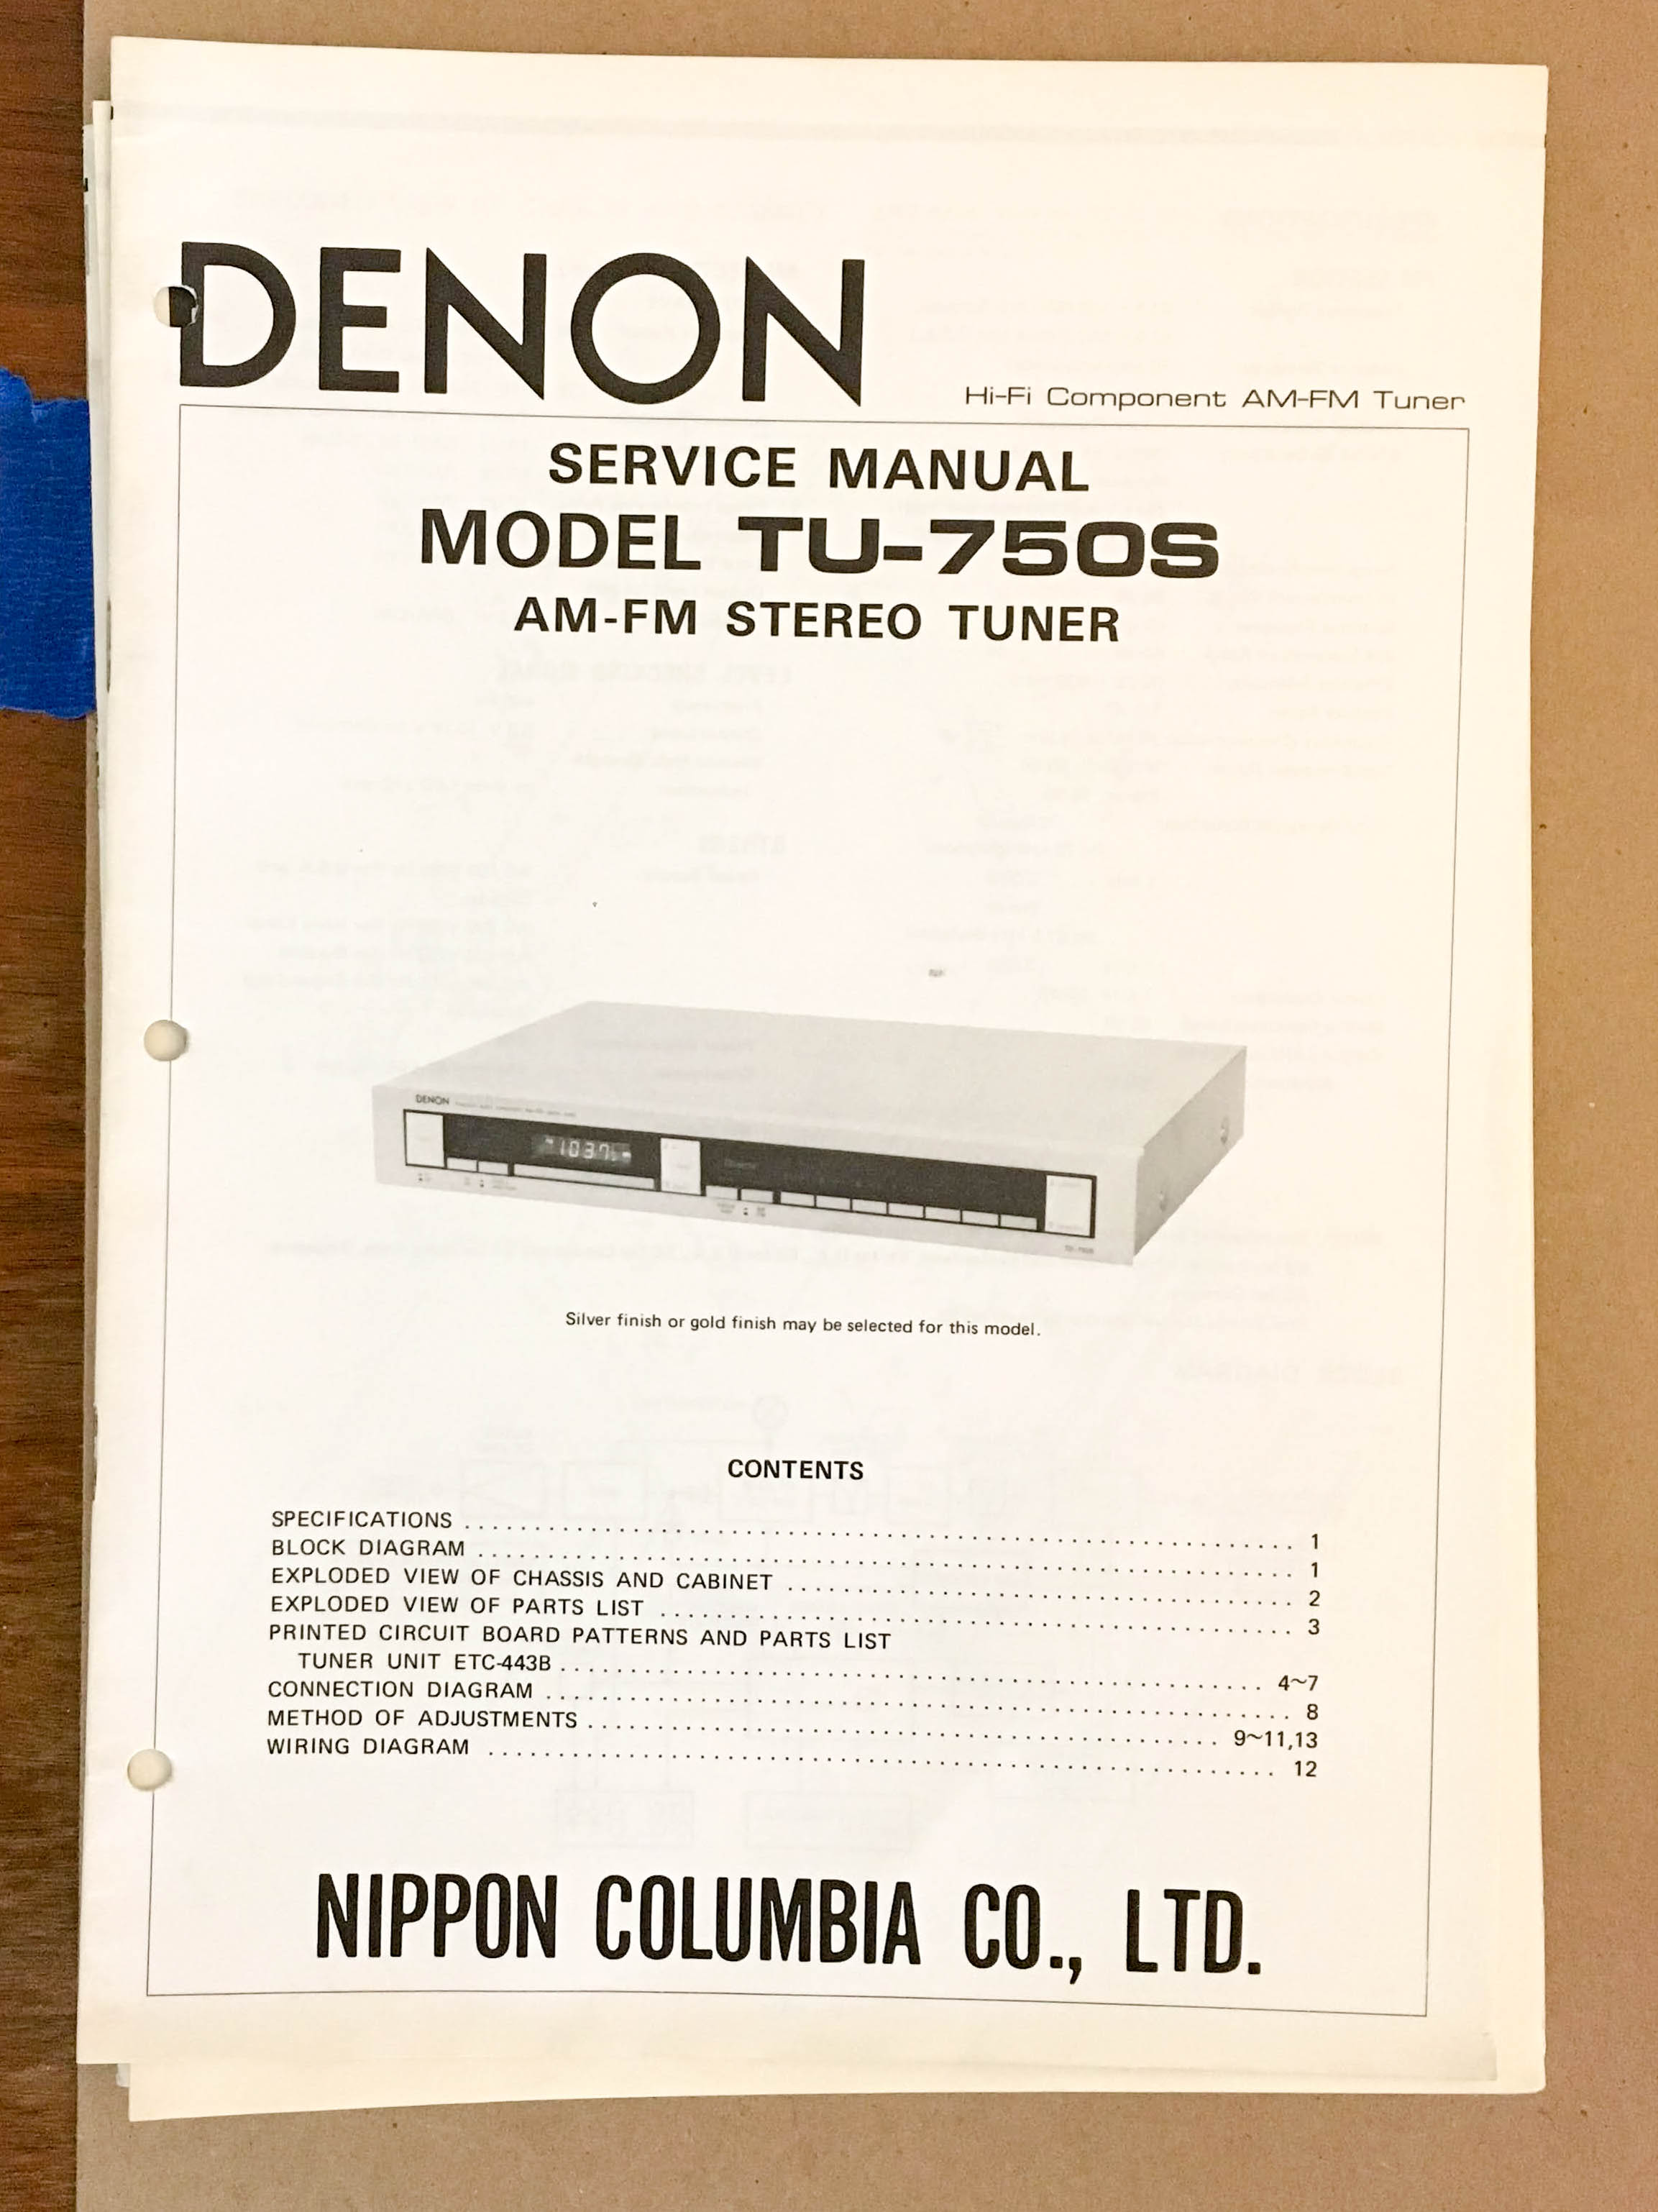 DENON
Hi-Fi Component AM-FM Tuner
SERVICE MANUAL
MODEL TU-750S
AM-FM STEREO TUNER
DENON
1037
Silver finish or gold finish may be selected for this model.
CONTENTS
SPECIFICATIONS 1
BLOCK DIAGRAM 1
EXPLODED VIEW OF CHASSIS AND CABINET 2
EXPLODED VIEW OF PARTS LIST 3
PRINTED CIRCUIT BOARD PATTERNS AND PARTS LIST
TUNER UNIT ETC-443B 4~7
CONNECTION DIAGRAM 8
METHOD OF ADJUSTMENTS 9~11,13
WIRING DIAGRAM 12
NIPPON COLUMBIA CO., LTD.